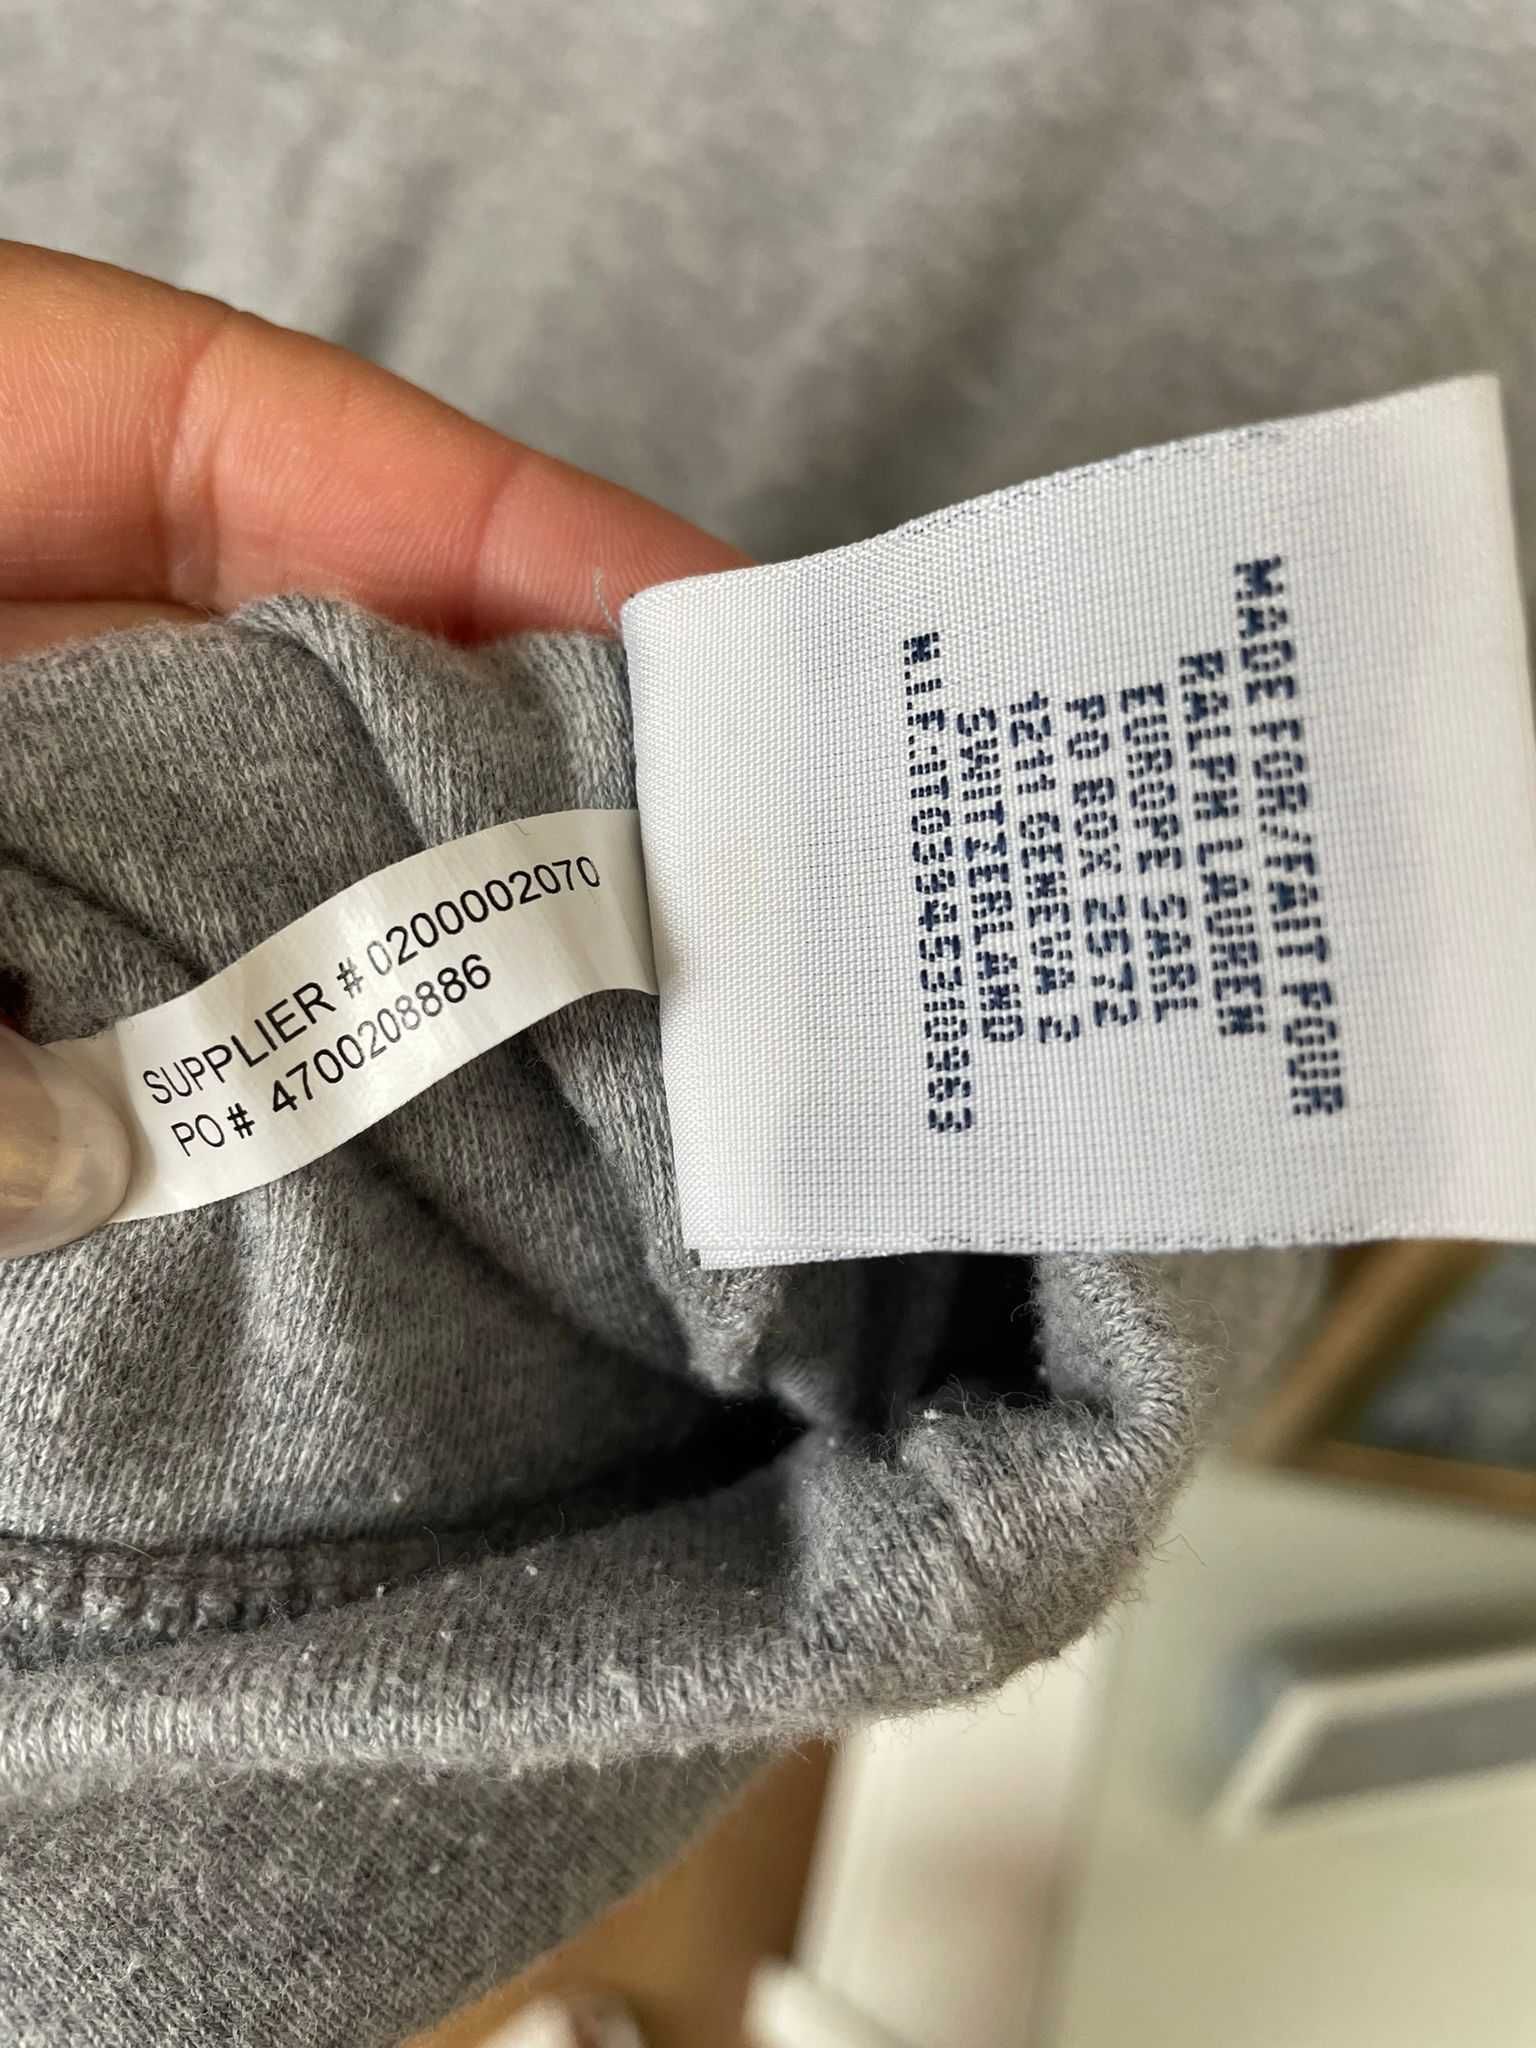 SUPPLIER # 0200002070
PO # 4700208886
MADE FOR/FAIT POUR
RALPH LAUREN
EUROPE SARL
PO BOX 2572
1211 GENEVA 2
SWITZERLAND